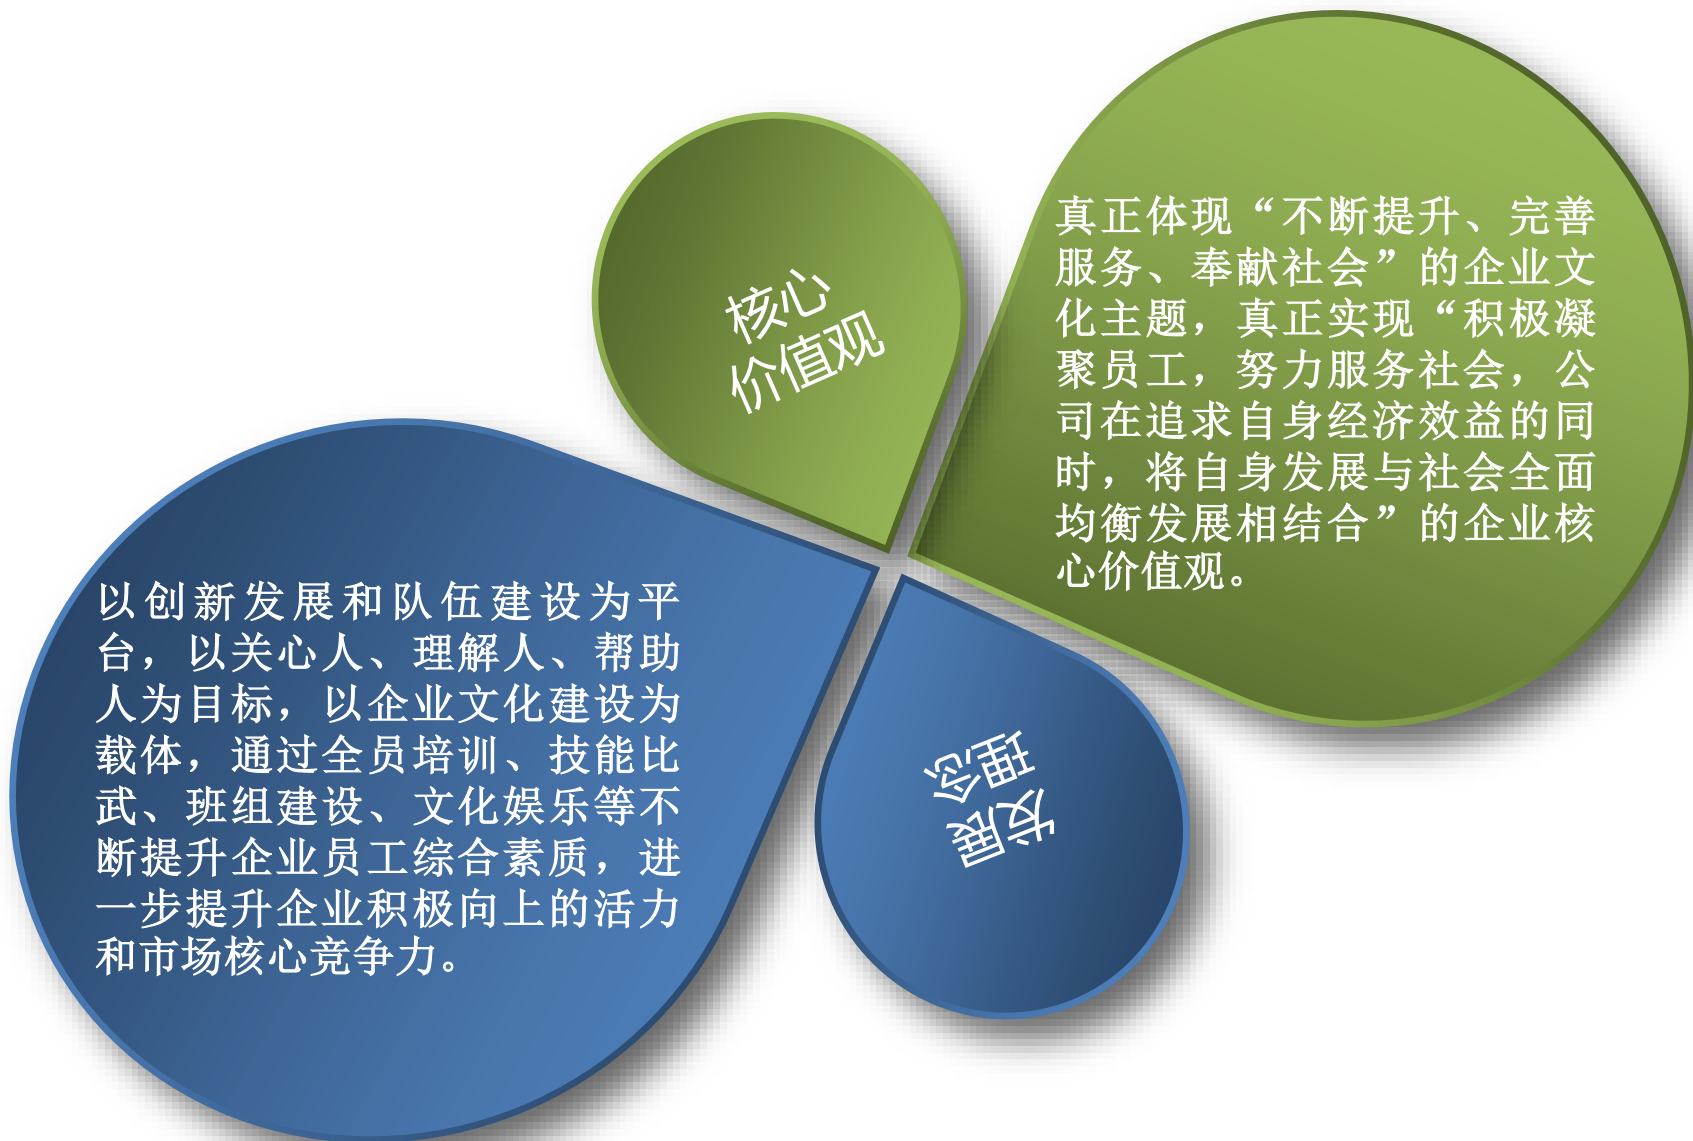 核心
价值观
真正体现“不断提升、完善
服务、奉献社会”的企业文
化主题，真正实现“积极凝
聚员工，努力服务社会，公
司在追求自身经济效益的同
时，将自身发展与社会全面
均衡发展相结合”的企业核
心价值观。
以创新发展和队伍建设为平
台，以关心人、理解人、帮助
人为目标，以企业文化建设为
载体，通过全员培训、技能比
武、班组建设、文化娱乐等不
断提升企业员工综合素质，进
一步提升企业积极向上的活力
和市场核心竞争力。
发展
理念